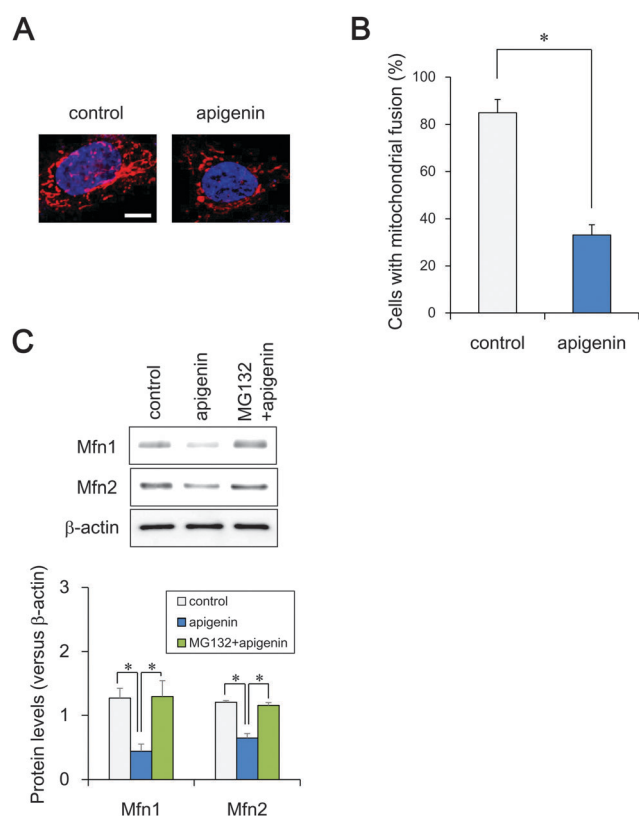 A
control
apigenin
B
*
Cells with mitochondrial fusion (%)
100
80
60
40
20
0
control
apigenin
C
control
apigenin
MG132
+apigenin
Mfn1
Mfn2
β-actin
Protein levels (versus β-actin)
3
2
1
0
control
apigenin
MG132+apigenin
* *
* *
Mfn1
Mfn2